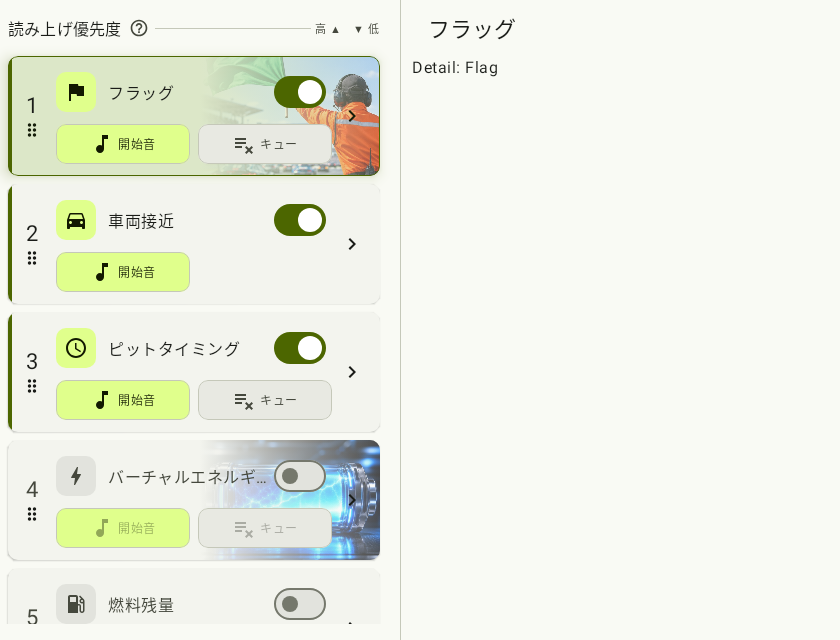 読み上げ優先度
高 ▲ ▼ 低
1
フラッグ
開始音
キュー
2
車両接近
開始音
3
ピットタイミング
開始音
キュー
4
バーチャルエネルギ…
開始音
キュー
5
燃料残量
フラッグ
Detail: Flag